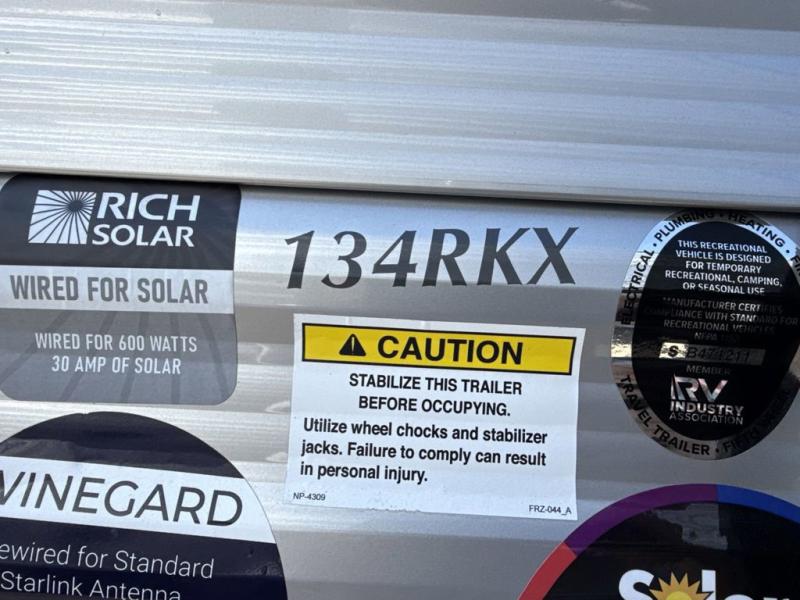 RICH
SOLAR
WIRED FOR SOLAR
WIRED FOR 600 WATTS
30 AMP OF SOLAR
134RKX
CAUTION
STABILIZE THIS TRAILER
BEFORE OCCUPYING.
Utilize wheel chocks and stabilizer
jacks. Failure to comply can result
in personal injury.
NP-4309
FRZ-044_A
ELECTRICAL • PLUMBING • HEATING •
THIS RECREATIONAL
VEHICLE IS DESIGNED
FOR TEMPORARY
RECREATIONAL, CAMPING,
OR SEASONAL USE
MANUFACTURER CERTIFIES
COMPLIANCE WITH STANDARD FOR
RECREATIONAL VEHICLES
NFPA
MEMBER
RV
INDUSTRY
ASSOCIATION
TRAVEL TRAILER •
WINEGARD
ewired for Standard
Starlink Antenna
Solar